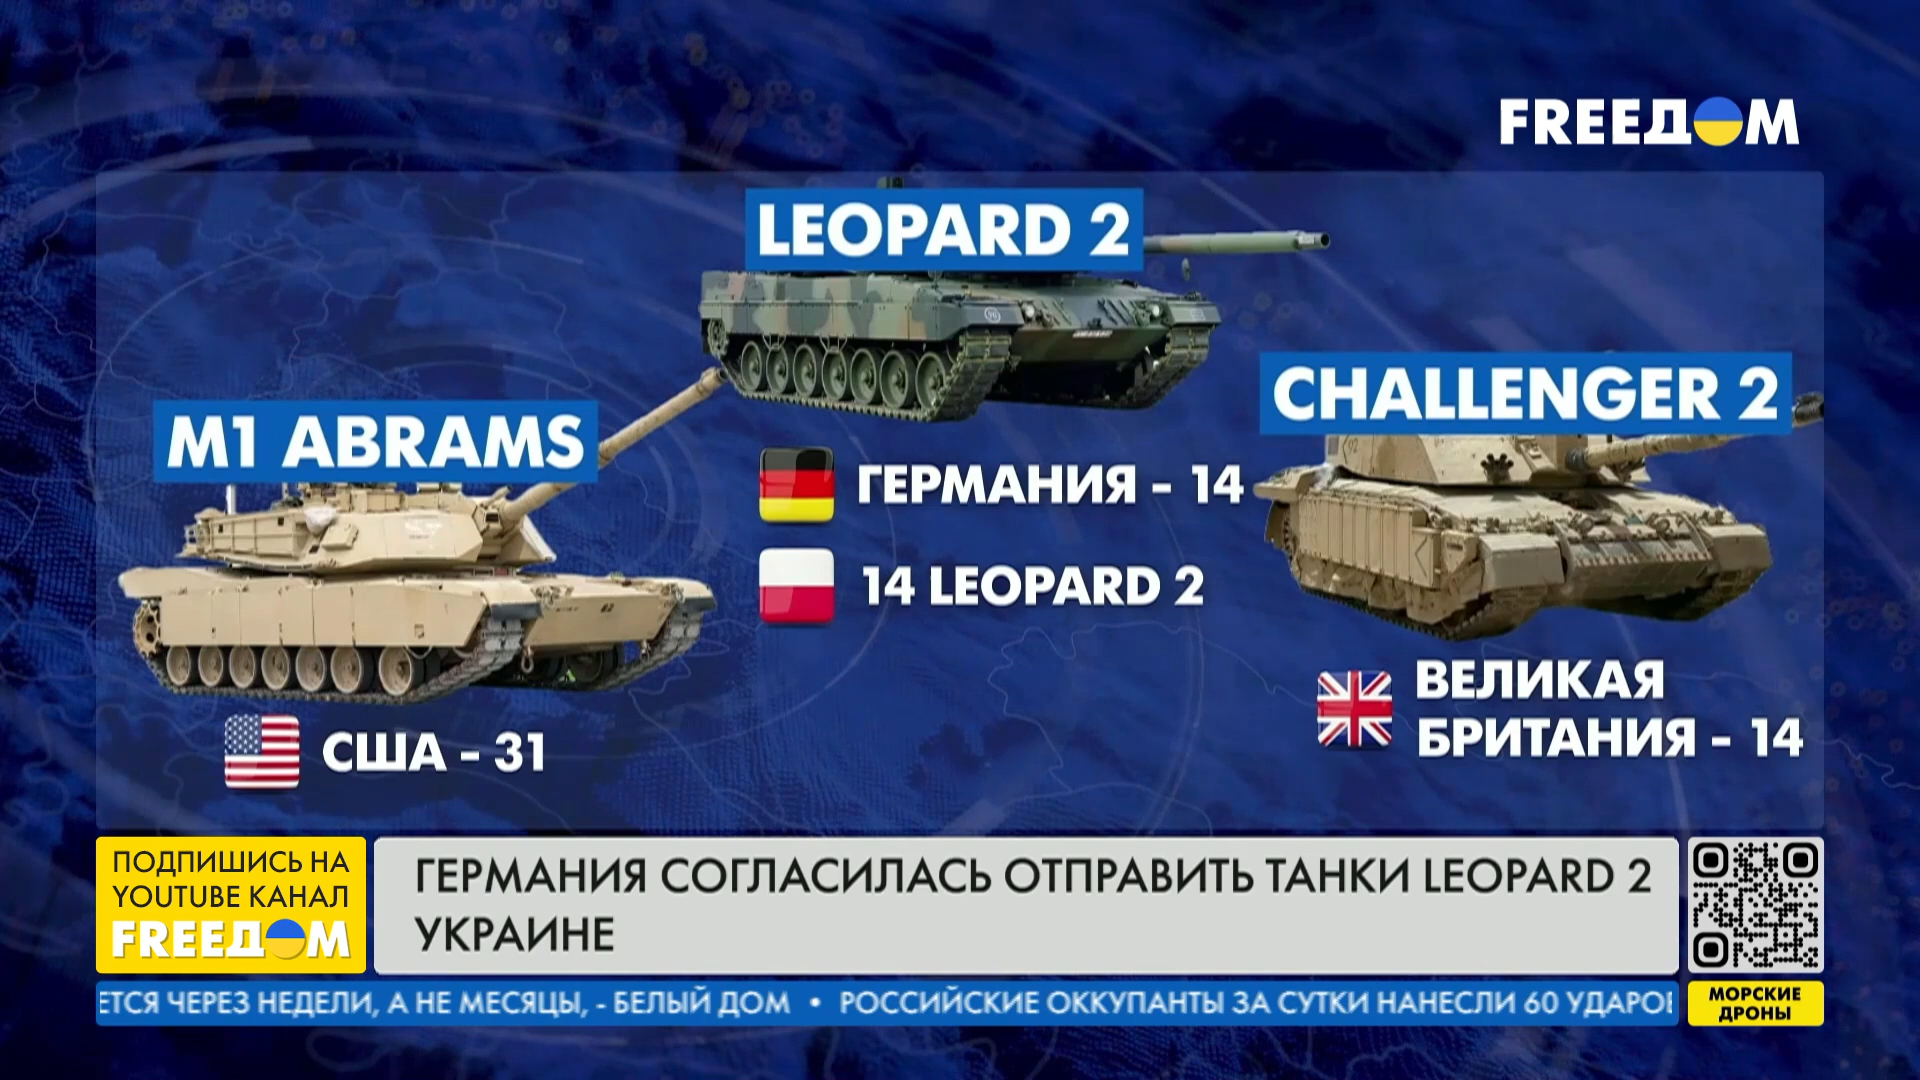 FREEДOM
LEOPARD 2
CHALLENGER 2
M1 ABRAMS
ГЕРМАНИЯ - 14
14 LEOPARD 2
ВЕЛИКАЯ
БРИТАНИЯ - 14
США - 31
ПОДПИШИСЬ НА
YOUTUBE КАНАЛ
FREEДOM
ГЕРМАНИЯ СОГЛАСИЛАСЬ ОТПРАВИТЬ ТАНКИ LEOPARD 2
УКРАИНЕ
ЕТСЯ ЧЕРЕЗ НЕДЕЛИ, А НЕ МЕСЯЦЫ, - БЕЛЫЙ ДОМ • РОССИЙСКИЕ ОККУПАНТЫ ЗА СУТКИ НАНЕСЛИ 60 УДАРОВ
МОРСКИЕ
ДРОНЫ